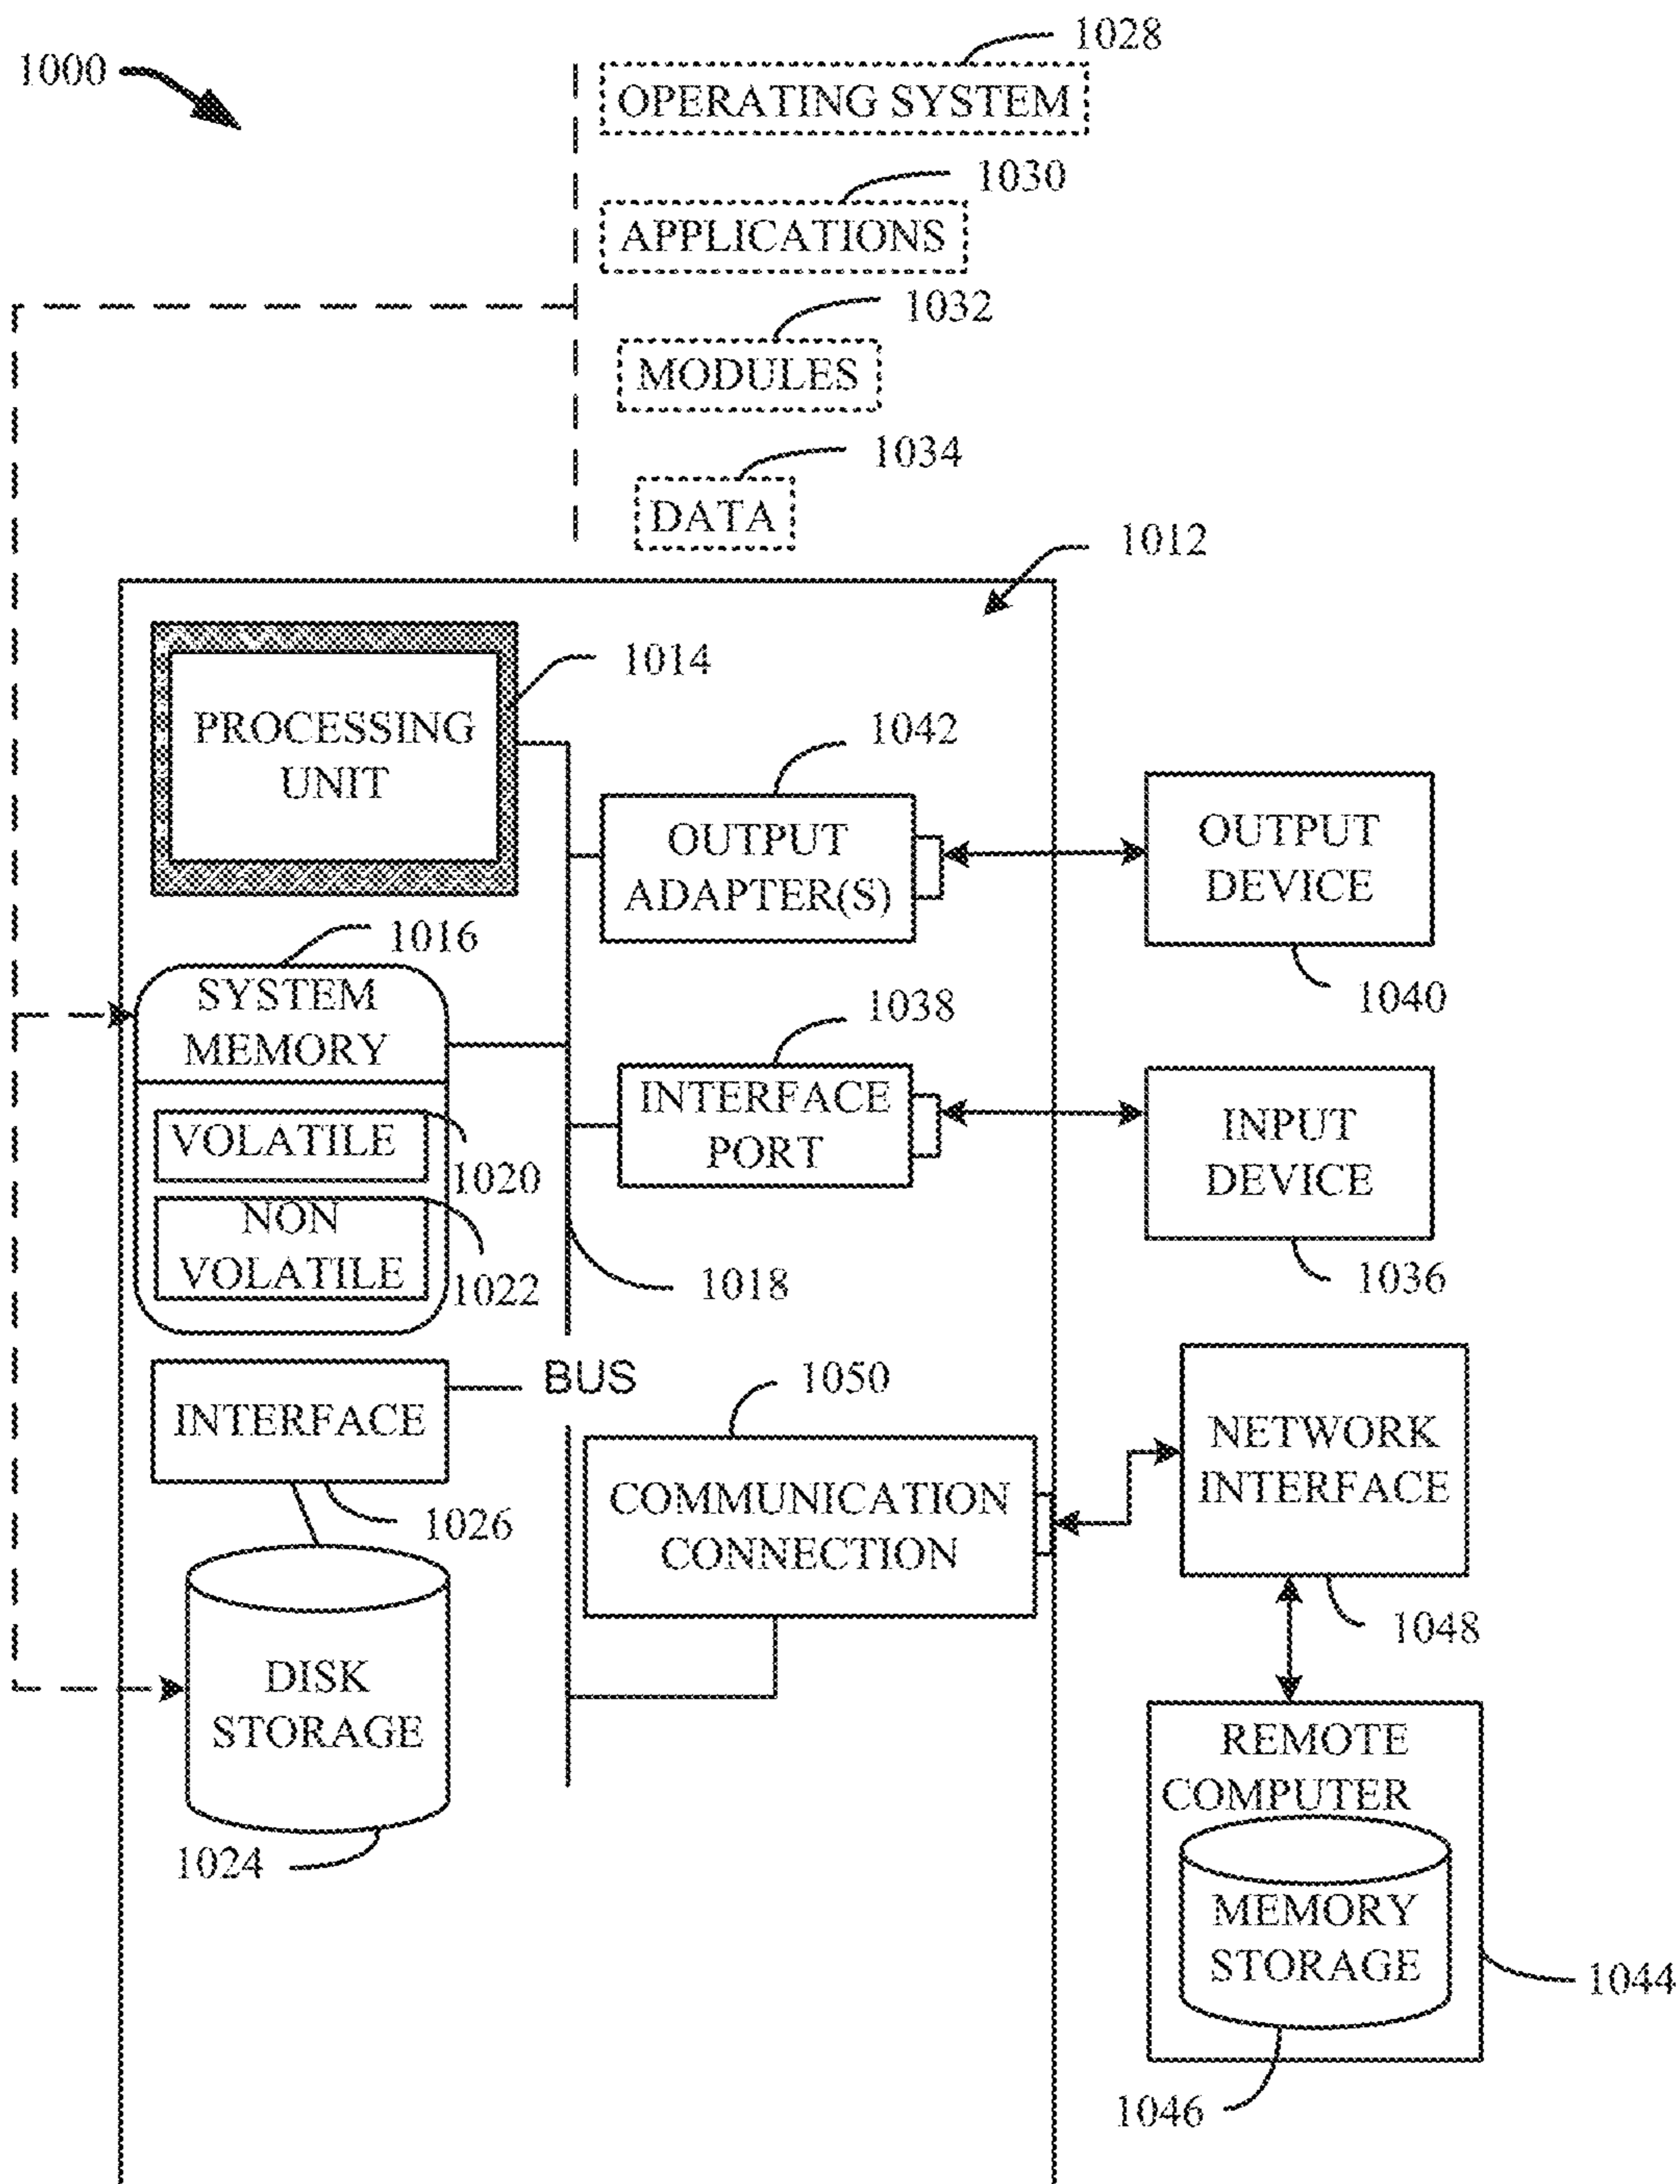 1028
1000
OPERATING SYSTEM
1030
APPLICATIONS
1032
MODULES
1034
DATA
1012
1014
PROCESSING
UNIT
1042
OUTPUT
ADAPTER(S)
OUTPUT
DEVICE
1040
1016
SYSTEM
MEMORY
1038
INTERFACE
PORT
INPUT
DEVICE
1036
VOLATILE
1020
NON
VOLATILE
1022
1018
BUS
INTERFACE
1026
1050
COMMUNICATION
CONNECTION
NETWORK
INTERFACE
1048
DISK
STORAGE
1024
REMOTE
COMPUTER
MEMORY
STORAGE
1044
1046